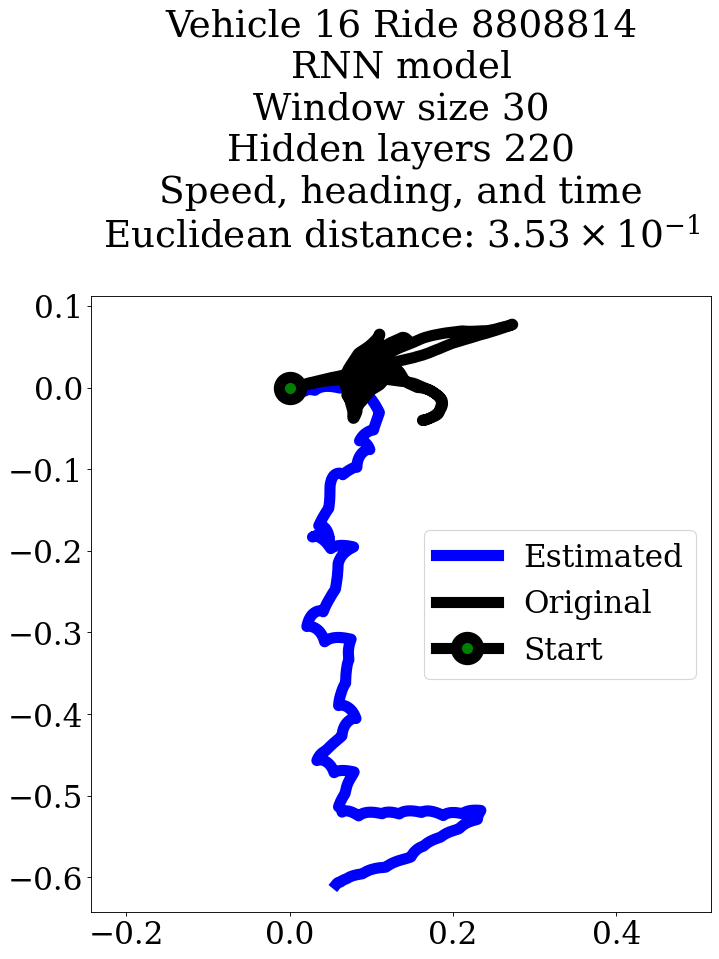 Vehicle 16 Ride 8808814
RNN model
Window size 30
Hidden layers 220
Speed, heading, and time
Euclidean distance: 3.53 × 10⁻¹
0.1
0.0
−0.1
−0.2
−0.3
−0.4
−0.5
−0.6
Estimated
Original
Start
−0.2
0.0
0.2
0.4